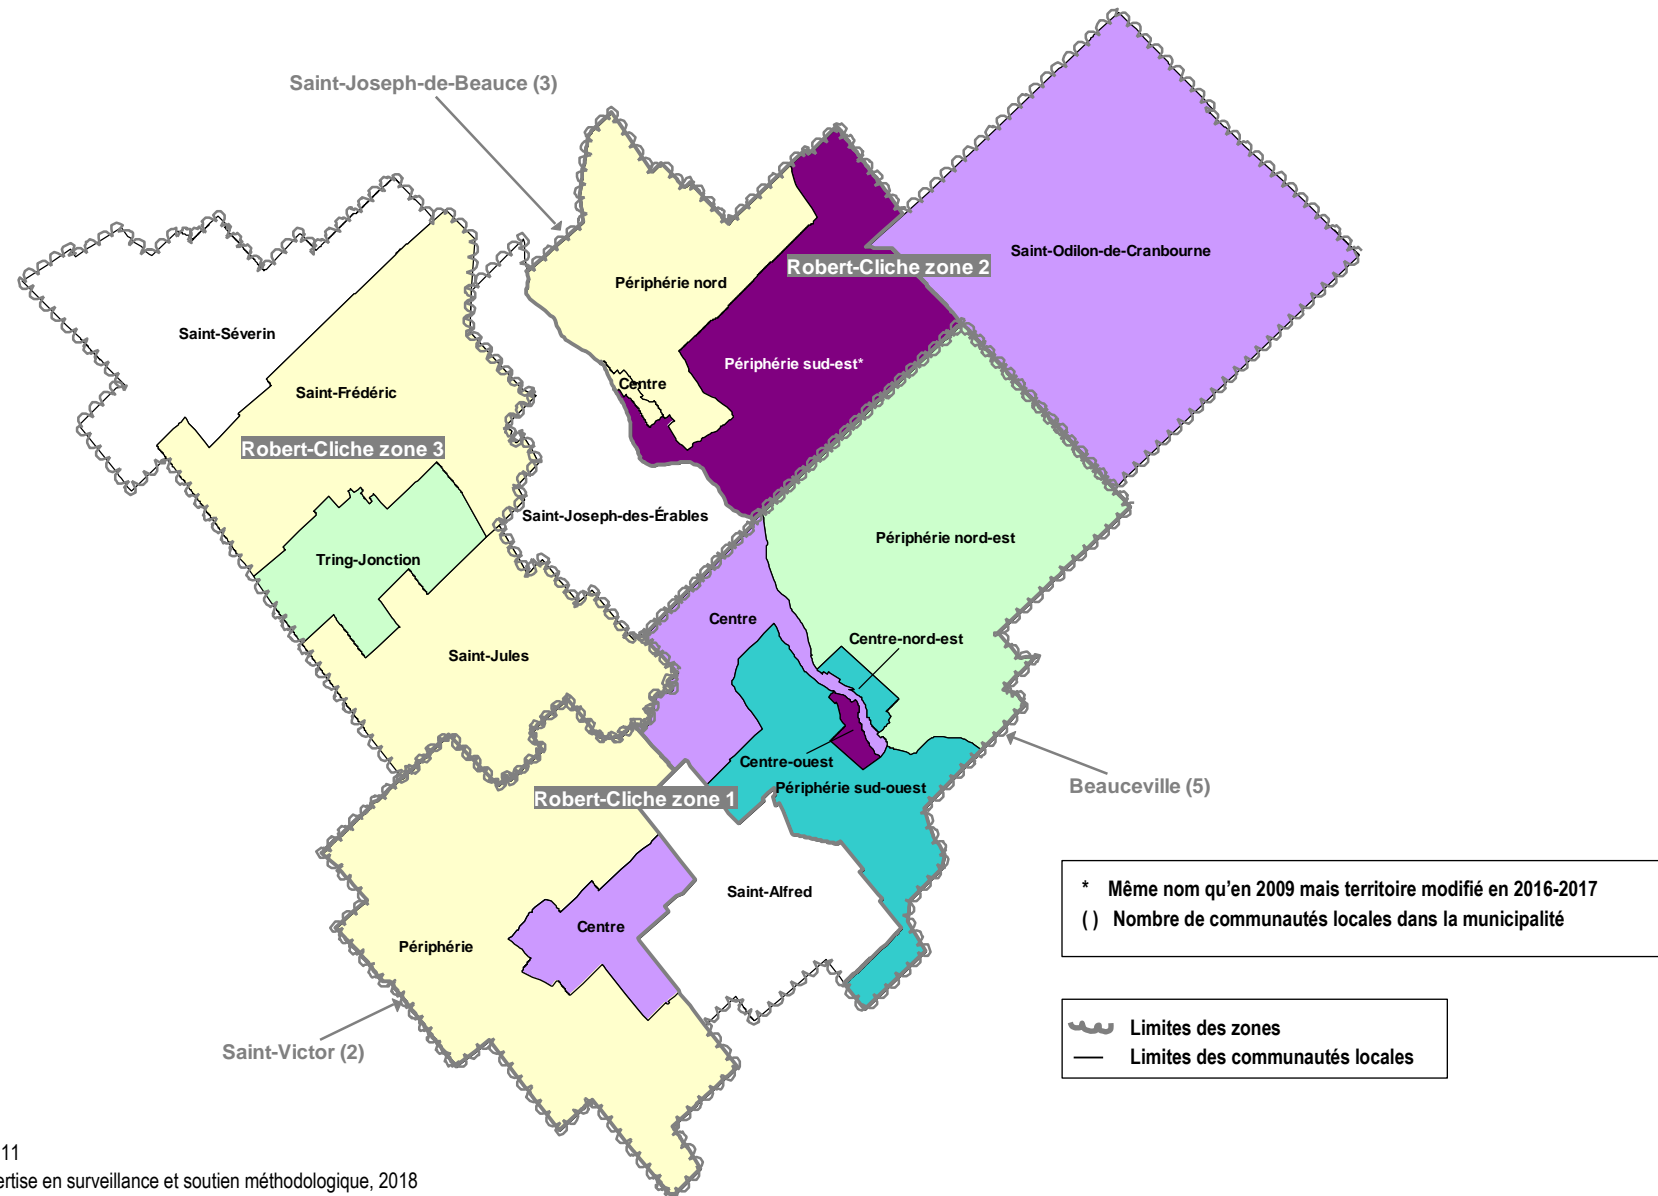 Saint-Joseph-de-Beauce (3)
Saint-Odilon-de-Cranbourne
Robert-Cliche zone 2
Périphérie nord
Saint-Séverin
Périphérie sud-est*
Centre
Saint-Frédéric
Robert-Cliche zone 3
Saint-Joseph-des-Érables
Périphérie nord-est
Tring-Jonction
Centre
Centre-nord-est
Saint-Jules
Centre-ouest
Périphérie sud-ouest
Beauceville (5)
Robert-Cliche zone 1
Saint-Alfred
* Même nom qu'en 2009 mais territoire modifié en 2016-2017
( ) Nombre de communautés locales dans la municipalité
Centre
Périphérie
Limites des zones
Limites des communautés locales
Saint-Victor (2)
11
ertise en surveillance et soutien méthodologique, 2018